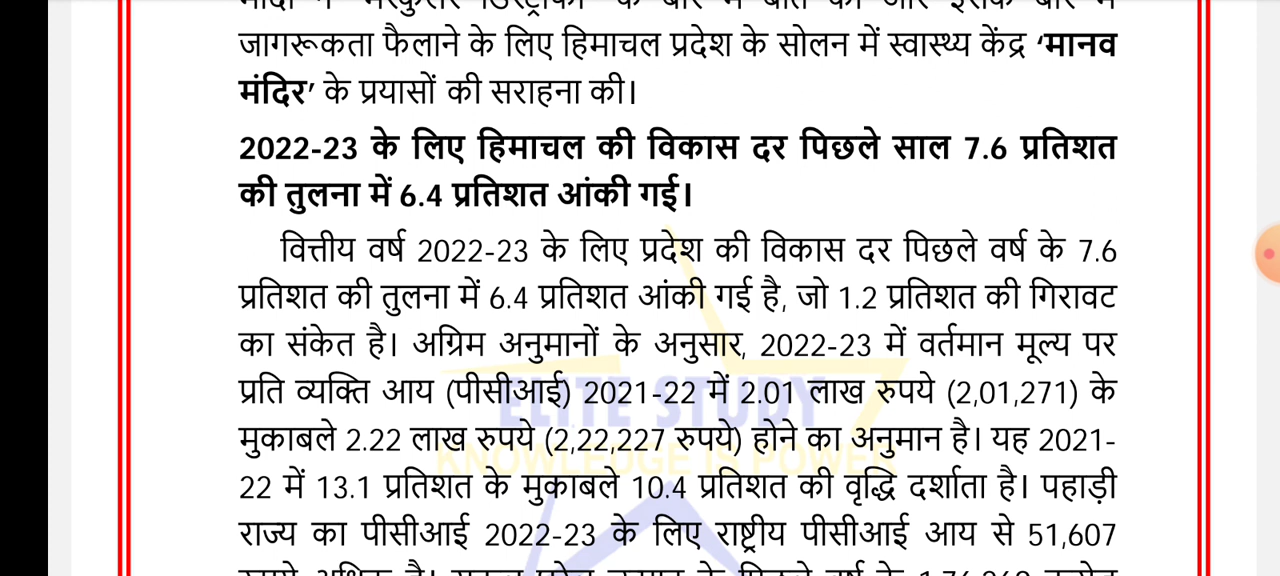 जागरूकता फैलाने के लिए हिमाचल प्रदेश के सोलन में स्वास्थ्य केंद्र ‘मानव
मंदिर’ के प्रयासों की सराहना की।
2022-23 के लिए हिमाचल की विकास दर पिछले साल 7.6 प्रतिशत
की तुलना में 6.4 प्रतिशत आंकी गई।
वित्तीय वर्ष 2022-23 के लिए प्रदेश की विकास दर पिछले वर्ष के 7.6
प्रतिशत की तुलना में 6.4 प्रतिशत आंकी गई है, जो 1.2 प्रतिशत की गिरावट
का संकेत है। अग्रिम अनुमानों के अनुसार, 2022-23 में वर्तमान मूल्य पर
प्रति व्यक्ति आय (पीसीआई) 2021-22 में 2.01 लाख रुपये (2,01,271) के
ELITE STUDY
मुकाबले 2.22 लाख रुपये (2,22,227 रुपये) होने का अनुमान है। यह 2021-
KNOWLEDGE IS POWER
22 में 13.1 प्रतिशत के मुकाबले 10.4 प्रतिशत की वृद्धि दर्शाता है। पहाड़ी
राज्य का पीसीआई 2022-23 के लिए राष्ट्रीय पीसीआई आय से 51,607